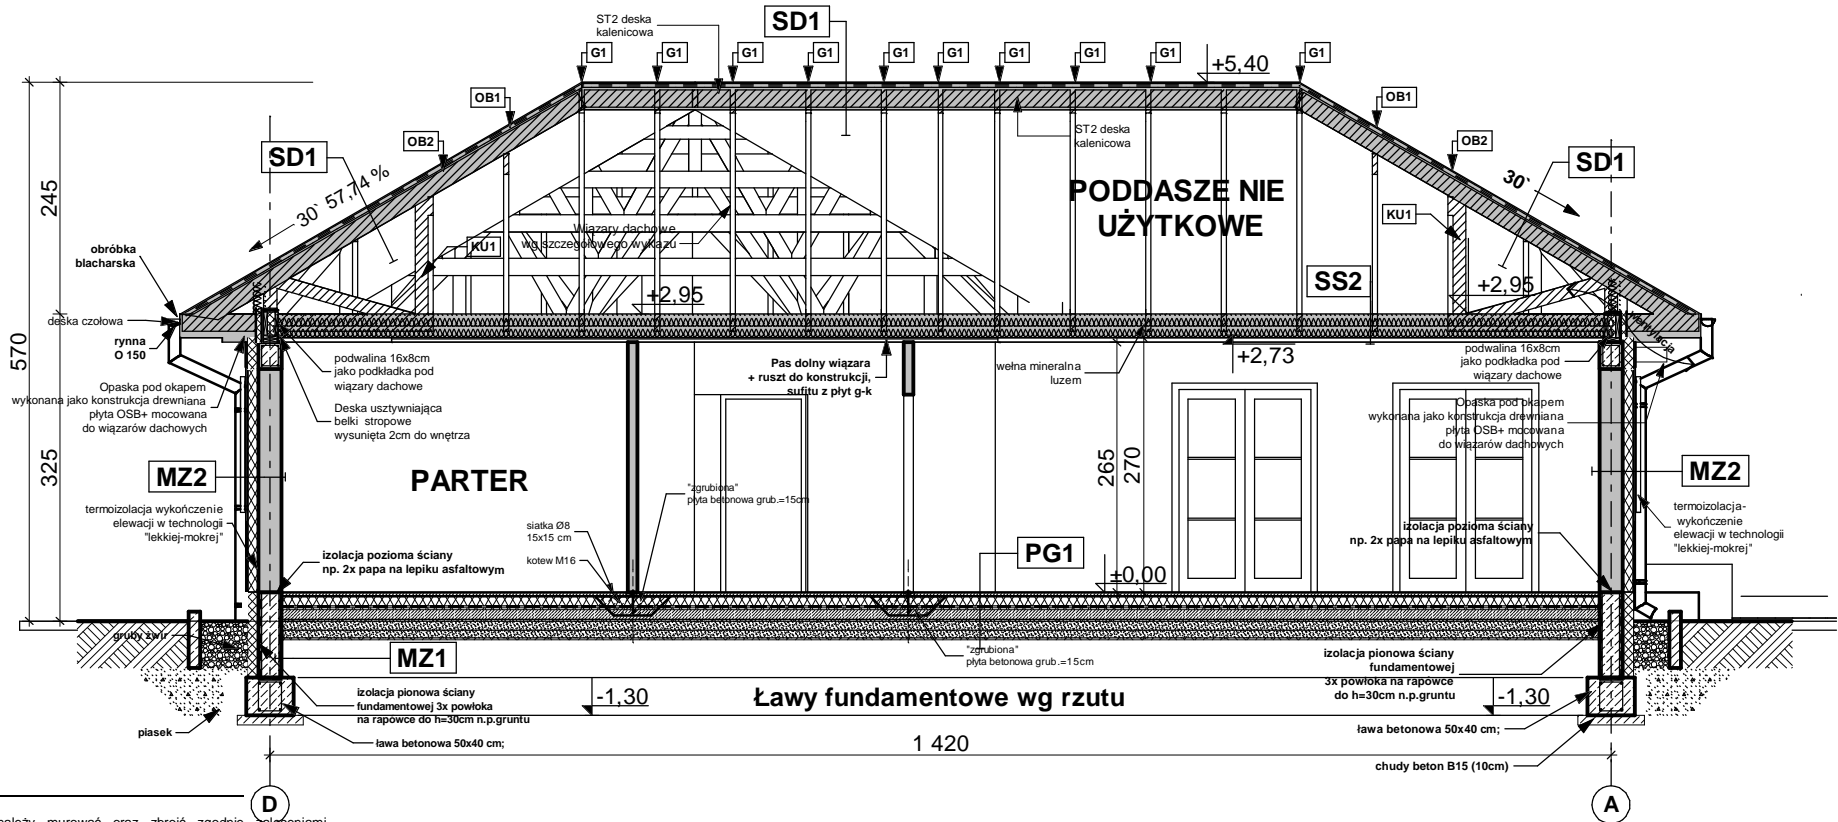 ST2 deska
kalenicowa
SD1
G1
G1
G1
G1
G1
G1
G1
G1
G1
G1
+5,40
OB1
OB2
SD1
30` 57,74 %
ST2 deska
kalenicowa
OB1
OB2
SD1
30`
PODDASZE NIE
UŻYTKOWE
KU1
KU1
Wiązary dachowe
wg szczegołowego wykazu
245
570
325
obróbka
blacharska
+2,95
SS2
+2,95
deska czołowa
rynna
O 150
wentylacja
+2,73
podwalina 16x8cm
jako podkładka pod
wiązary dachowe
Pas dolny wiązara
+ ruszt do konstrukcji,
sufitu z płyt g-k
wełna mineralna
luzem
podwalina 16x8cm
jako podkładka pod
wiązary dachowe
Opaska pod okapem
wykonana jako konstrukcja drewniana
płyta OSB+ mocowana
do wiązarów dachowych
Deska usztywniająca
belki stropowe
wysunięta 2cm do wnętrza
Opaska pod okapem
wykonana jako konstrukcja drewniana
płyta OSB+ mocowana
do wiązarów dachowych
MZ2
PARTER
265
270
MZ2
"zgrubiona"
płyta betonowa grub.=15cm
termoizolacja wykończenie
elewacji w technologii
"lekkiej-mokrej"
siatka Ø8
15x15 cm
kotew M16
termoizolacja-
wykończenie
elewacji w technologii
"lekkiej-mokrej"
izolacja pozioma ściany
np. 2x papa na lepiku asfaltowym
izolacja pozioma ściany
np. 2x papa na lepiku asfaltowym
PG1
±0,00
gruby żwir
MZ1
"zgrubiona"
płyta betonowa grub.=15cm
izolacja pionowa ściany
fundamentowej
3x powłoka na rapówce
do h=30cm n.p.gruntu
izolacja pionowa ściany
fundamentowej 3x powłoka
na rapówce do h=30cm n.p.gruntu
-1,30
Ławy fundamentowe wg rzutu
-1,30
piasek
ława betonowa 50x40 cm;
ława betonowa 50x40 cm;
1 420
chudy beton B15 (10cm)
D
A
należy murować oraz zbroić zgodnie